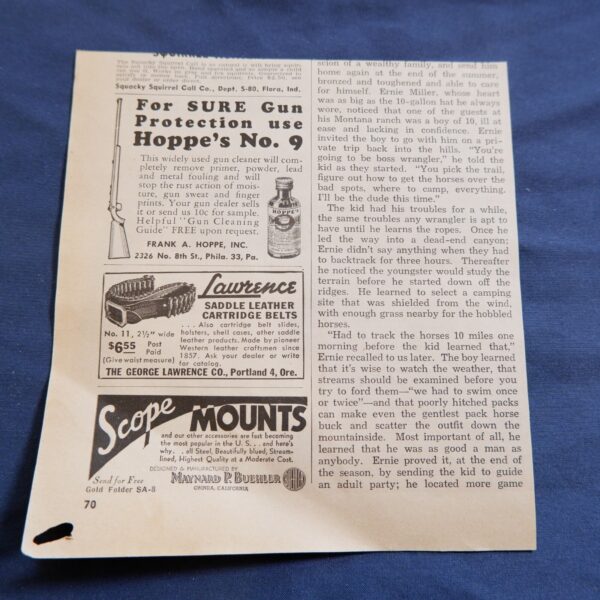 The Squacky Squirrel Call is so natural it will bring squir-
Squacky Squirrel Call Co., Dept. S-80, Flora, Ind.
For SURE Gun
Protection use
Hoppe's No. 9
This widely used gun cleaner will com-
pletely remove primer, powder, lead
and metal fouling and will
stop the rust action of mois-
ture, gun sweat and finger
prints. Your gun dealer sells
it or send us 10c for sample.
Helpful "Gun Cleaning
Guide" FREE upon request.
HOPPE'S
FRANK A. HOPPE, INC.
2326 No. 8th St., Phila. 33, Pa.
Lawrence
SADDLE LEATHER
CARTRIDGE BELTS
No. 11, 2½" wide
$6.55 Post Paid
(Give waist measure)
. . . Also cartridge belt slides,
holsters, shell cases, other saddle
leather products. Made by pioneer
Western leather craftsmen since
1857. Ask your dealer or write
for catalog.
THE GEORGE LAWRENCE CO., Portland 4, Ore.
Scope MOUNTS
and our other accessories are fast becoming
the most popular in the U. S. . . . and here's
why. . . all Steel, Beautifully blued, Stream-
lined, Highest Quality at a Moderate Cost.
DESIGNED & MANUFACTURED BY
MAYNARD P. BUEHLER
ORINDA, CALIFORNIA
Send for Free
Gold Folder SA-8
70
scion of a wealthy family, and send him
home again at the end of the summer,
bronzed and toughened and able to care
for himself. Ernie Miller, whose heart
was as big as the 10-gallon hat he always
wore, noticed that one of the guests at
his Montana ranch was a boy of 10, ill at
ease and lacking in confidence. Ernie
invited the boy to go with him on a pri-
vate trip back into the hills. "You're
going to be boss wrangler," he told the
kid as they started. "You pick the trail,
figure out how to get the horses over the
bad spots, where to camp, everything.
I'll be the dude this time."
The kid had his troubles for a while,
the same troubles any wrangler is apt to
have until he learns the ropes. Once he
led the way into a dead-end canyon;
Ernie didn't say anything when they had
to backtrack for three hours. Thereafter
he noticed the youngster would study the
terrain before he started down off the
ridges. He learned to select a camping
site that was shielded from the wind,
with enough grass nearby for the hobbled
horses.
"Had to track the horses 10 miles one
morning before the kid learned that,"
Ernie recalled to us later. The boy learned
that it's wise to watch the weather, that
streams should be examined before you
try to ford them—"we had to swim once
or twice"—and that poorly hitched packs
can make even the gentlest pack horse
buck and scatter the outfit down the
mountainside. Most important of all, he
learned that he was as good a man as
anybody. Ernie proved it, at the end of
the season, by sending the kid to guide
an adult party; he located more game